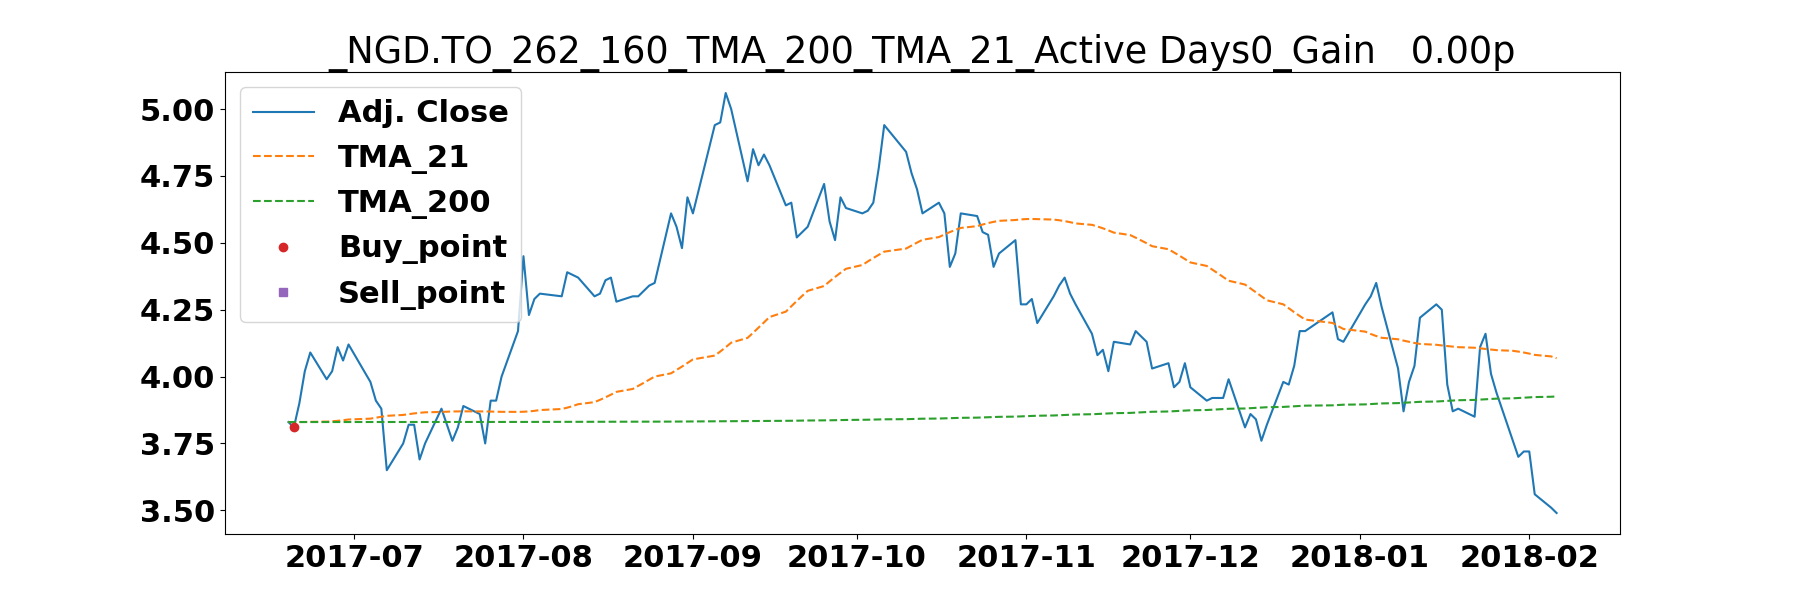 _NGD.TO_262_160_TMA_200_TMA_21_Active Days0_Gain   0.00p
5.00
4.75
4.50
4.25
4.00
3.75
3.50
Adj. Close
TMA_21
TMA_200
Buy_point
Sell_point
2017-07 2017-08 2017-09 2017-10 2017-11 2017-12 2018-01 2018-02